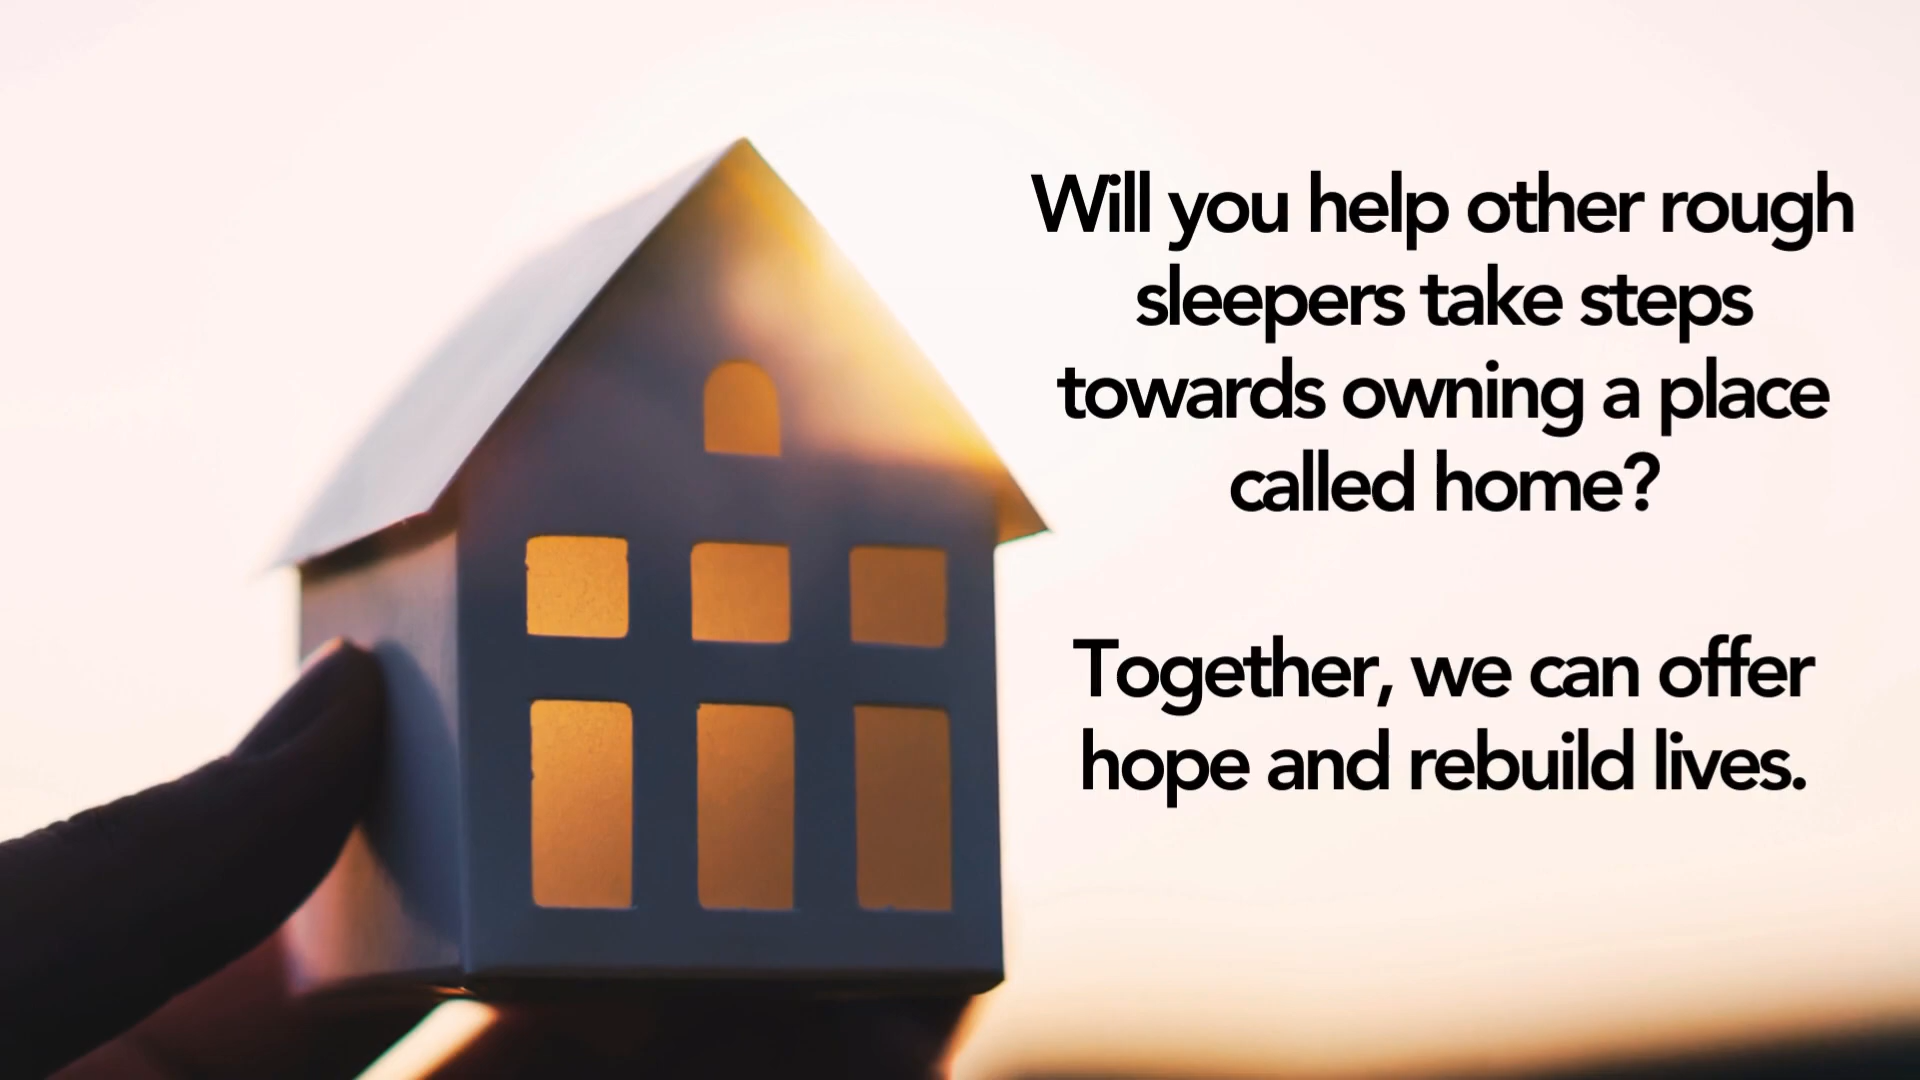 Will you help other rough
sleepers take steps
towards owning a place
called home?
Together, we can offer
hope and rebuild lives.